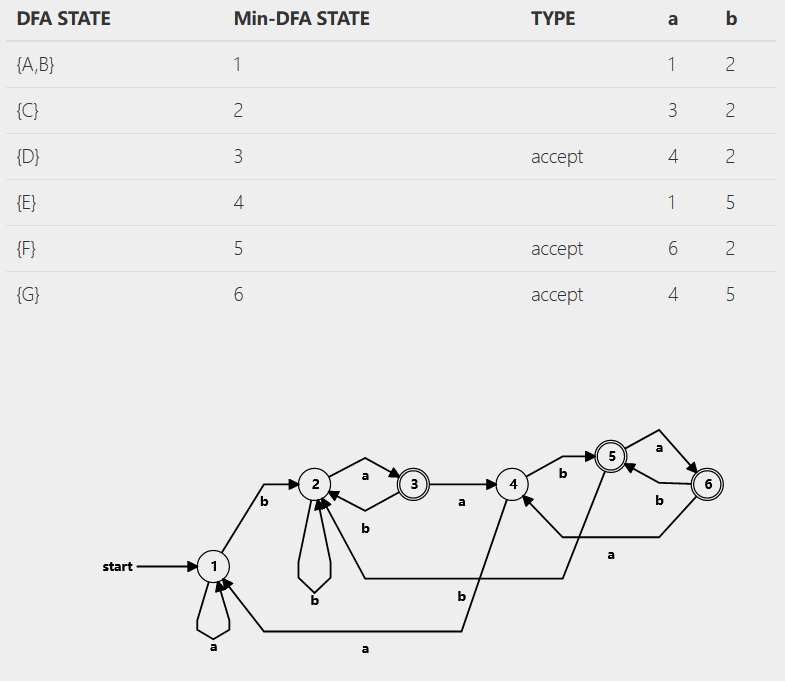 DFA STATE Min-DFA STATE TYPE a b
{A,B} 1 1 2
{C} 2 3 2
{D} 3 accept 4 2
{E} 4 1 5
{F} 5 accept 6 2
{G} 6 accept 4 5
a
5
b
2 a 3 a 4 b 6
b b
b a
start 1
b b
a a